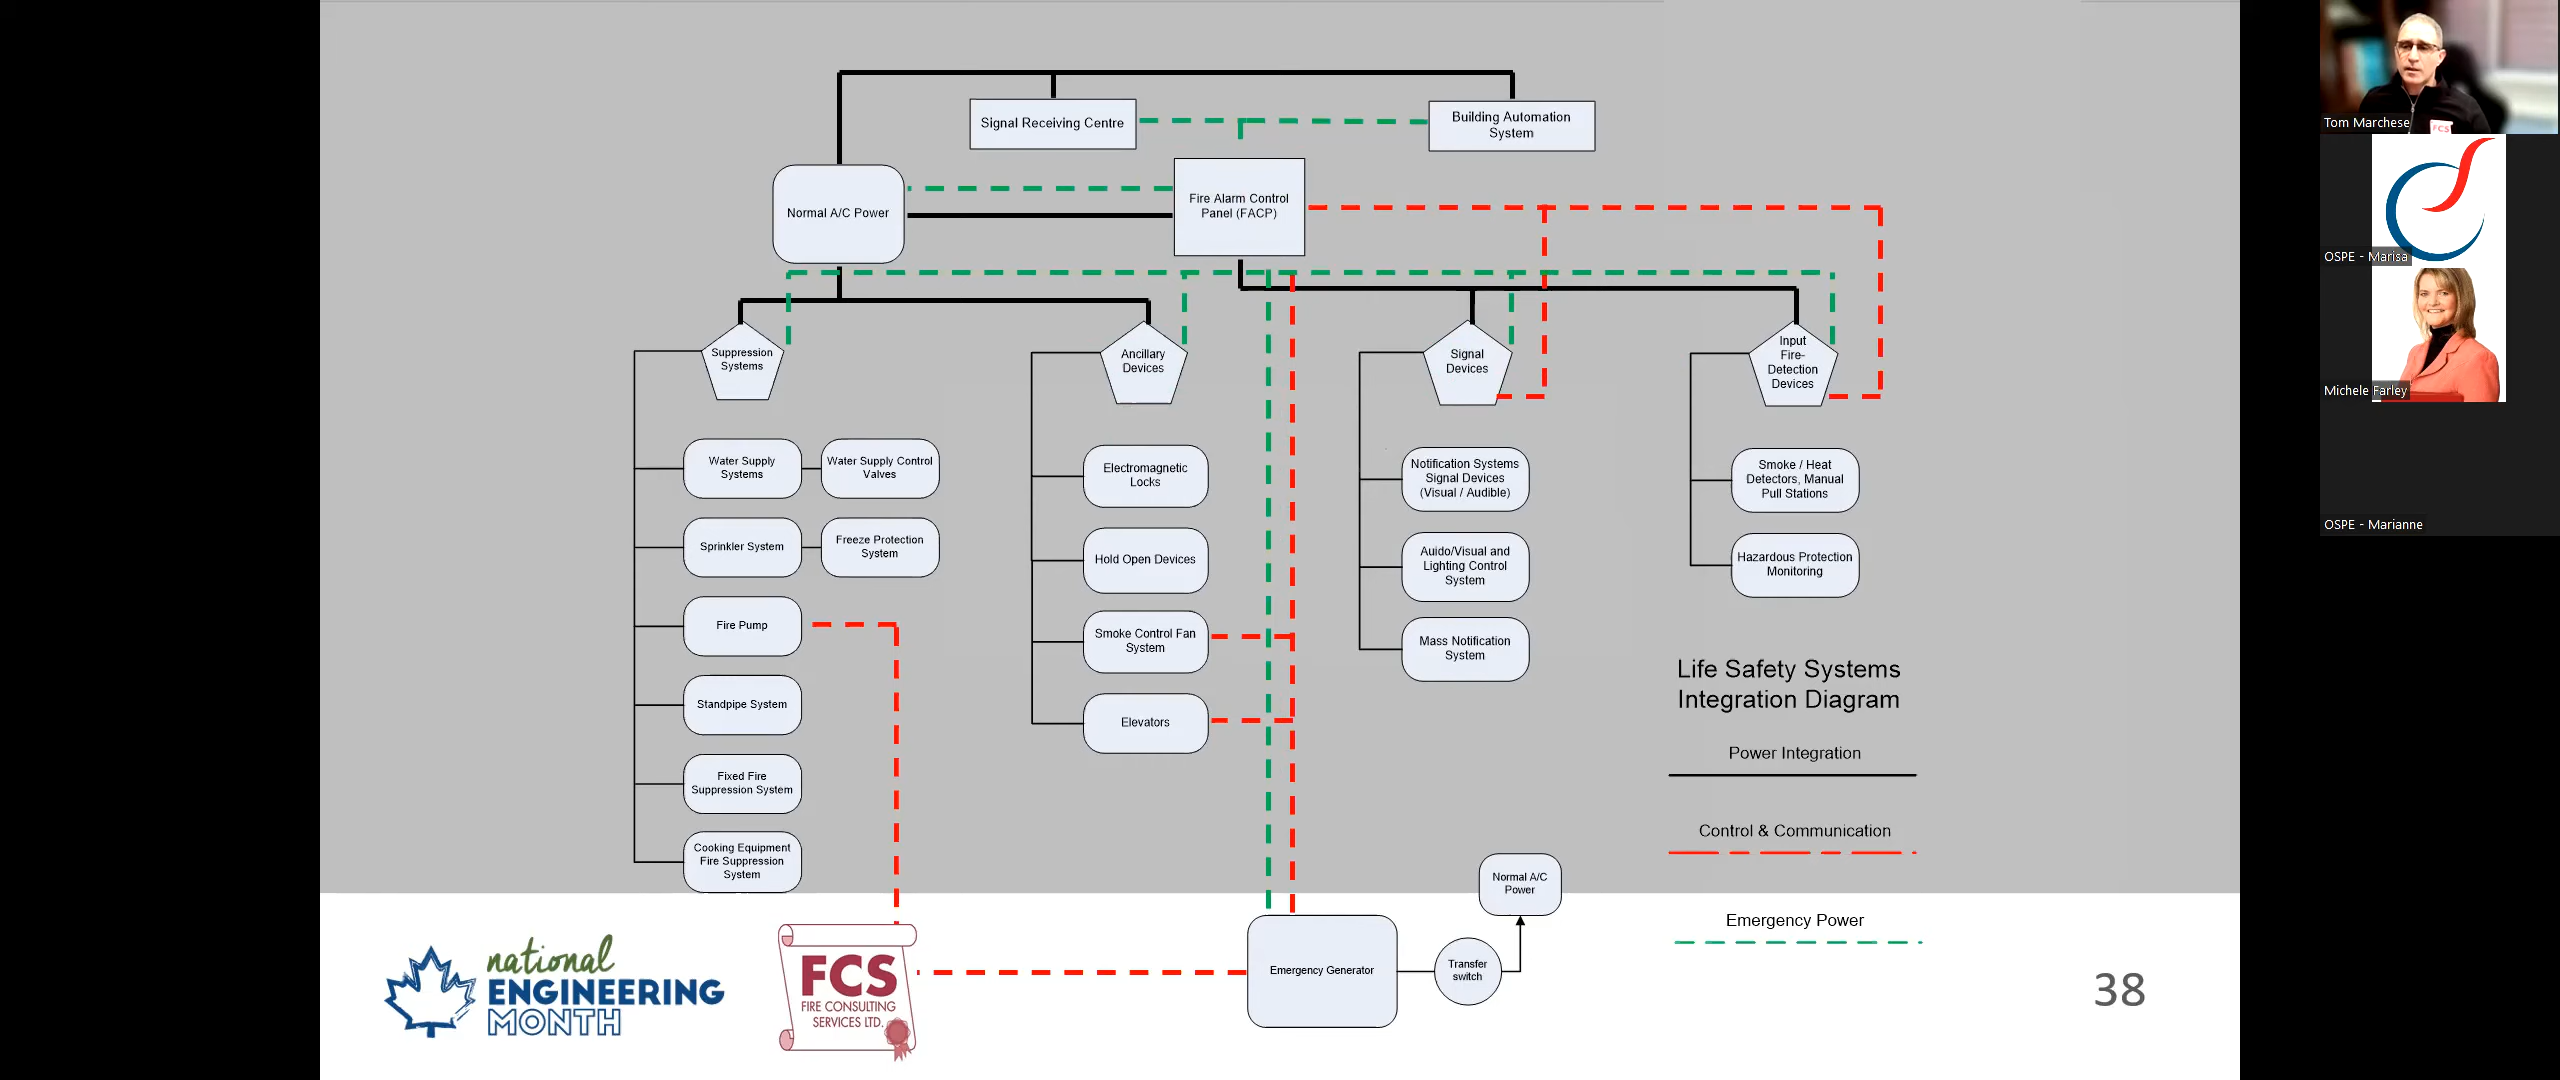 Signal Receiving Centre
Building Automation
System
Normal A/C Power
Fire Alarm Control
Panel (FACP)
Suppression
Systems
Ancillary
Devices
Signal
Devices
Input
Fire-
Detection
Devices
Water Supply
Systems
Water Supply Control
Valves
Sprinkler System
Freeze Protection
System
Fire Pump
Standpipe System
Fixed Fire
Suppression System
Cooking Equipment
Fire Suppression
System
Electromagnetic
Locks
Hold Open Devices
Smoke Control Fan
System
Elevators
Notification Systems
Signal Devices
(Visual / Audible)
Auido/Visual and
Lighting Control
System
Mass Notification
System
Smoke / Heat
Detectors, Manual
Pull Stations
Hazardous Protection
Monitoring
Life Safety Systems
Integration Diagram
Power Integration
Control & Communication
Emergency Power
Normal A/C
Power
Emergency Generator
Transfer
switch
national
ENGINEERING
MONTH
FCS
FIRE CONSULTING
SERVICES LTD.
38
Tom Marchese
FCS
OSPE - Marisa
Michele Farley
OSPE - Marianne